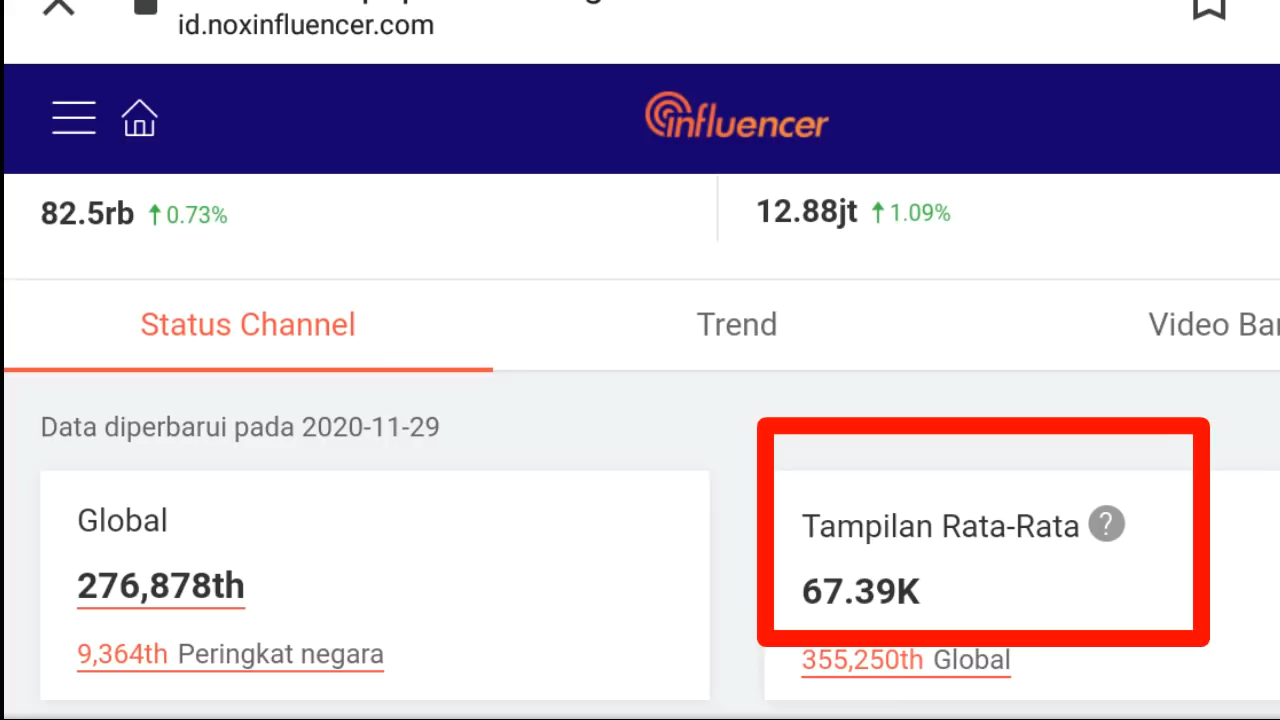 id.noxinfluencer.com
influencer
82.5rb 0.73%
12.88jt 1.09%
Status Channel
Trend
Video Ba
Data diperbarui pada 2020-11-29
Global
276,878th
9,364th Peringkat negara
Tampilan Rata-Rata ?
67.39K
355,250th Global